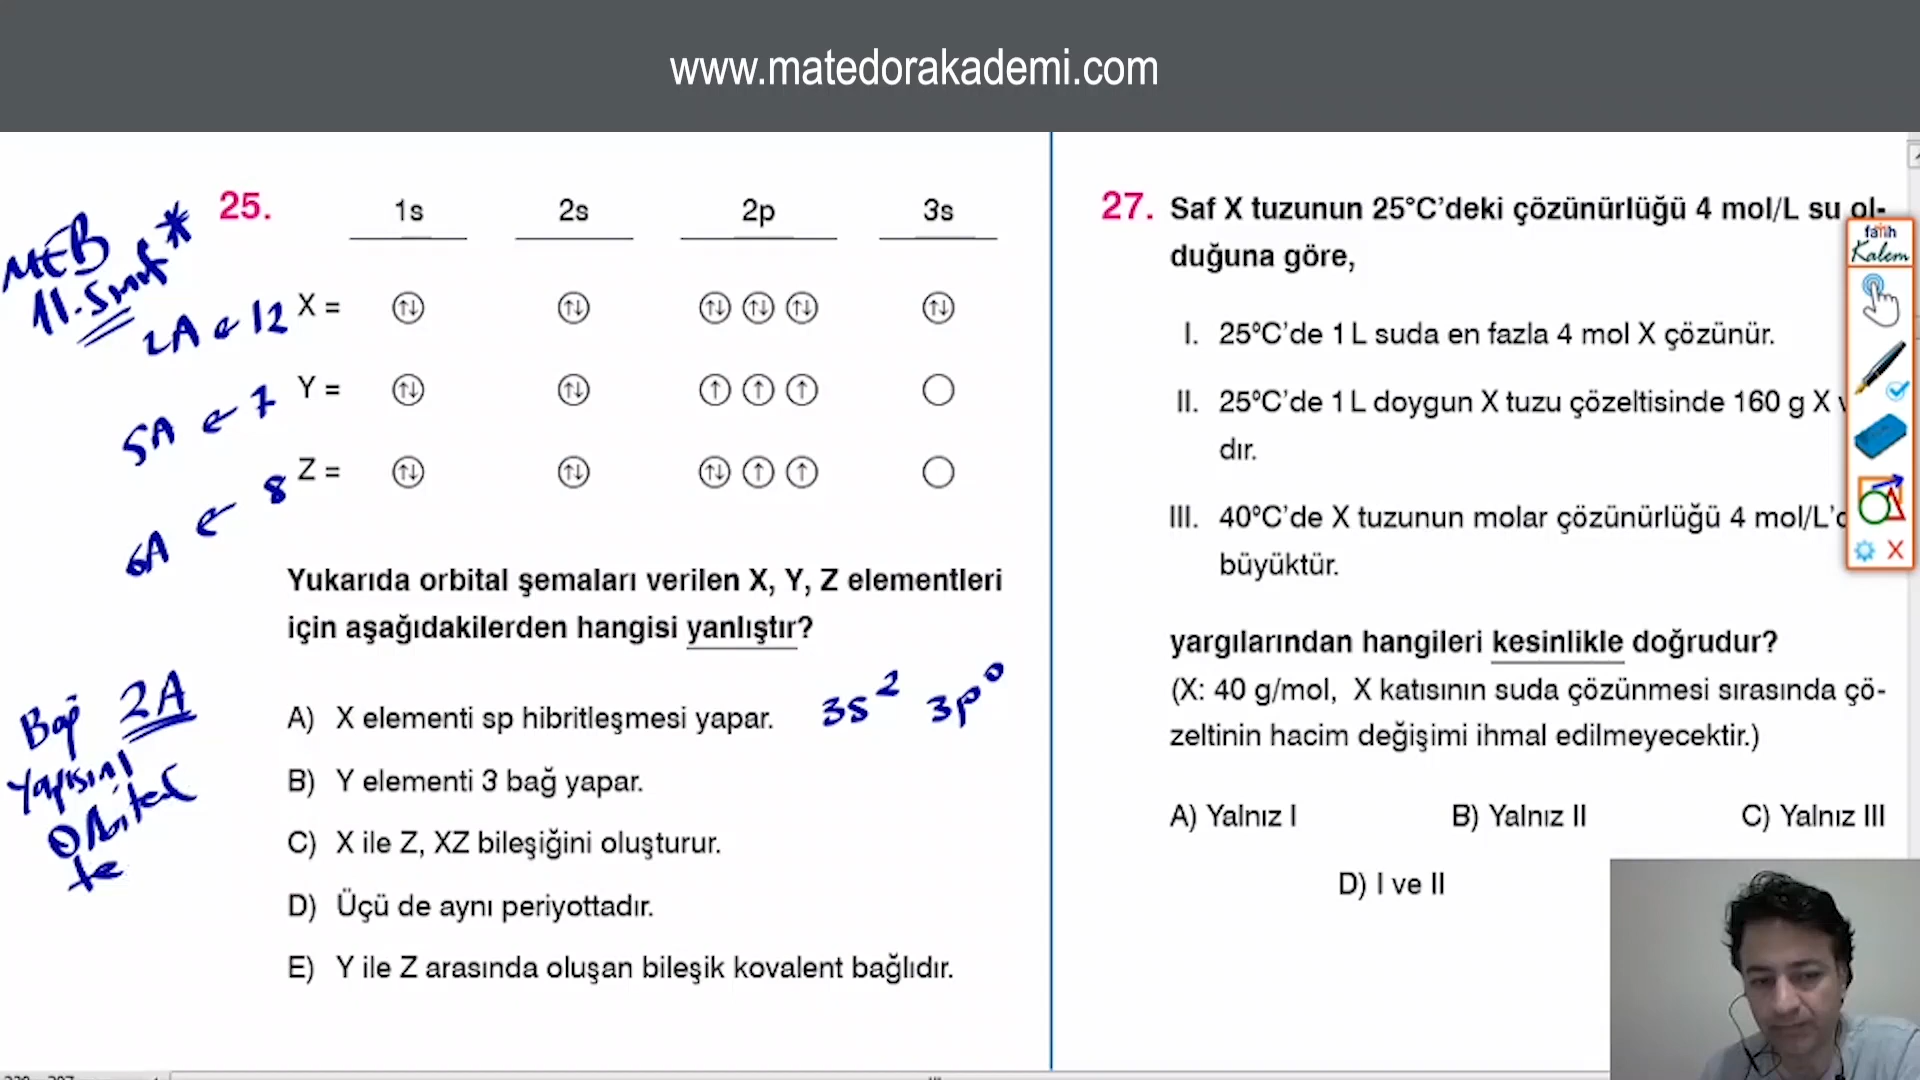 www.matedorakademi.com
MEB
11. Sınıf *
2A ← 12
5A ← 7
6A ← 8
25.
1s 2s 2p 3s
X =
Y =
Z =
Yukarıda orbital şemaları verilen X, Y, Z elementleri
için aşağıdakilerden hangisi yanlıştır?
A) X elementi sp hibritleşmesi yapar.
3s² 3p⁰
B) Y elementi 3 bağ yapar.
C) X ile Z, XZ bileşiğini oluşturur.
D) Üçü de aynı periyottadır.
E) Y ile Z arasında oluşan bileşik kovalent bağlıdır.
2A
27. Saf X tuzunun 25°C'deki çözünürlüğü 4 mol/L su ol-
duğuna göre,
I. 25°C'de 1 L suda en fazla 4 mol X çözünür.
II. 25°C'de 1 L doygun X tuzu çözeltisinde 160 g X
dır.
III. 40°C'de X tuzunun molar çözünürlüğü 4 mol/L'
büyüktür.
yargılarından hangileri kesinlikle doğrudur?
(X: 40 g/mol, X katısının suda çözünmesi sırasında çö-
zeltinin hacim değişimi ihmal edilmeyecektir.)
A) Yalnız I B) Yalnız II C) Yalnız III
D) I ve II
fatih
Kalem